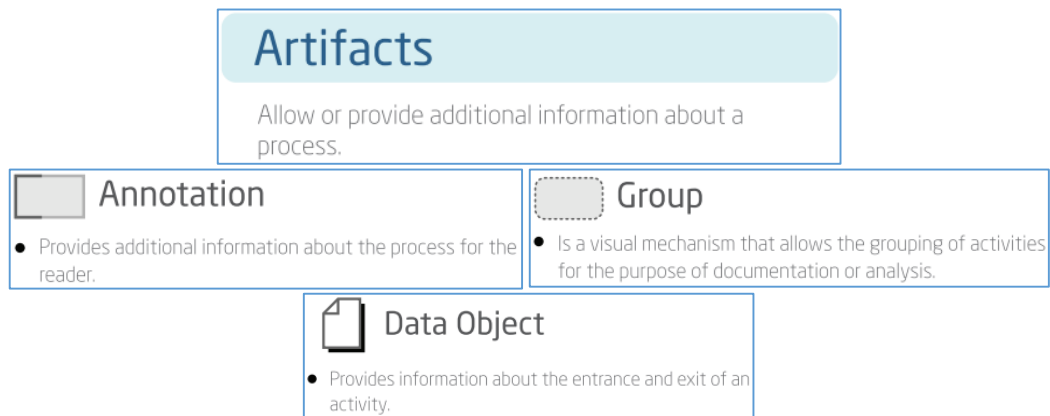 Artifacts
Allow or provide additional information about a
process.
Annotation
• Provides additional information about the process for the
reader.
Group
• Is a visual mechanism that allows the grouping of activities
for the purpose of documentation or analysis.
Data Object
• Provides information about the entrance and exit of an
activity.